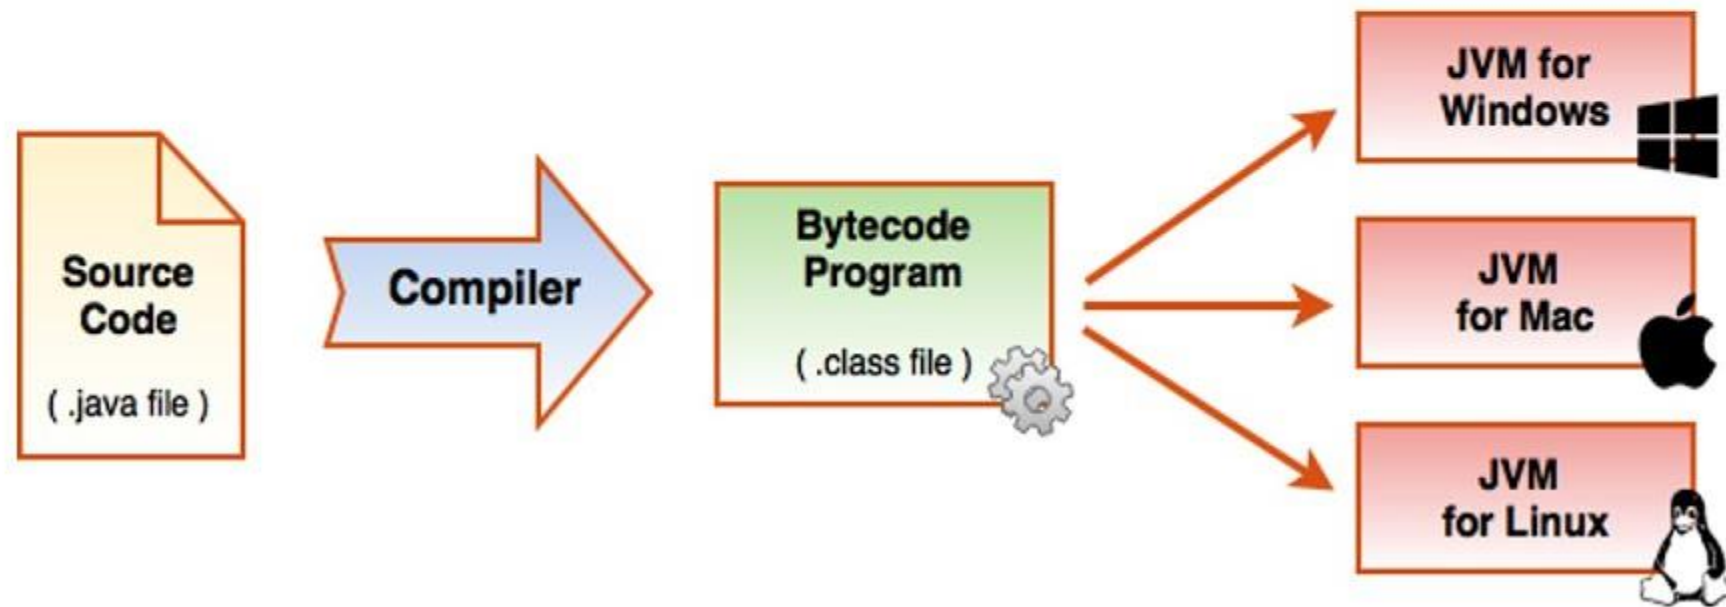 Source
Code
( .java file )
Compiler
Bytecode
Program
( .class file )
JVM for
Windows
JVM
for Mac
JVM
for Linux